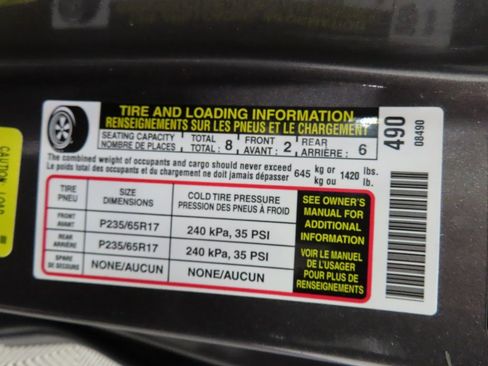 TIRE AND LOADING INFORMATION
RENSEIGNEMENTS SUR LES PNEUS ET LE CHARGEMENT
SEATING CAPACITY TOTAL 8 FRONT 2 REAR 6
NOMBRE DE PLACES TOTAL : AVANT : ARRIÈRE :
The combined weight of occupants and cargo should never exceed 645 kg or 1420 lbs.
Le poids total des occupants et du chargement ne doit jamais dépasser kg ou lb.
TIRE SIZE COLD TIRE PRESSURE
PNEU DIMENSIONS PRESSION DES PNEUS À FROID
FRONT
AVANT P235/65R17 240 kPa, 35 PSI
REAR
ARRIÈRE P235/65R17 240 kPa, 35 PSI
SPARE
DE SECOURS NONE/AUCUN NONE/AUCUN
SEE OWNER'S
MANUAL FOR
ADDITIONAL
INFORMATION
VOIR LE MANUEL
DE L'USAGER
POUR PLUS DE
RENSEIGNEMENTS
490
08490
CAUTION: LOAD